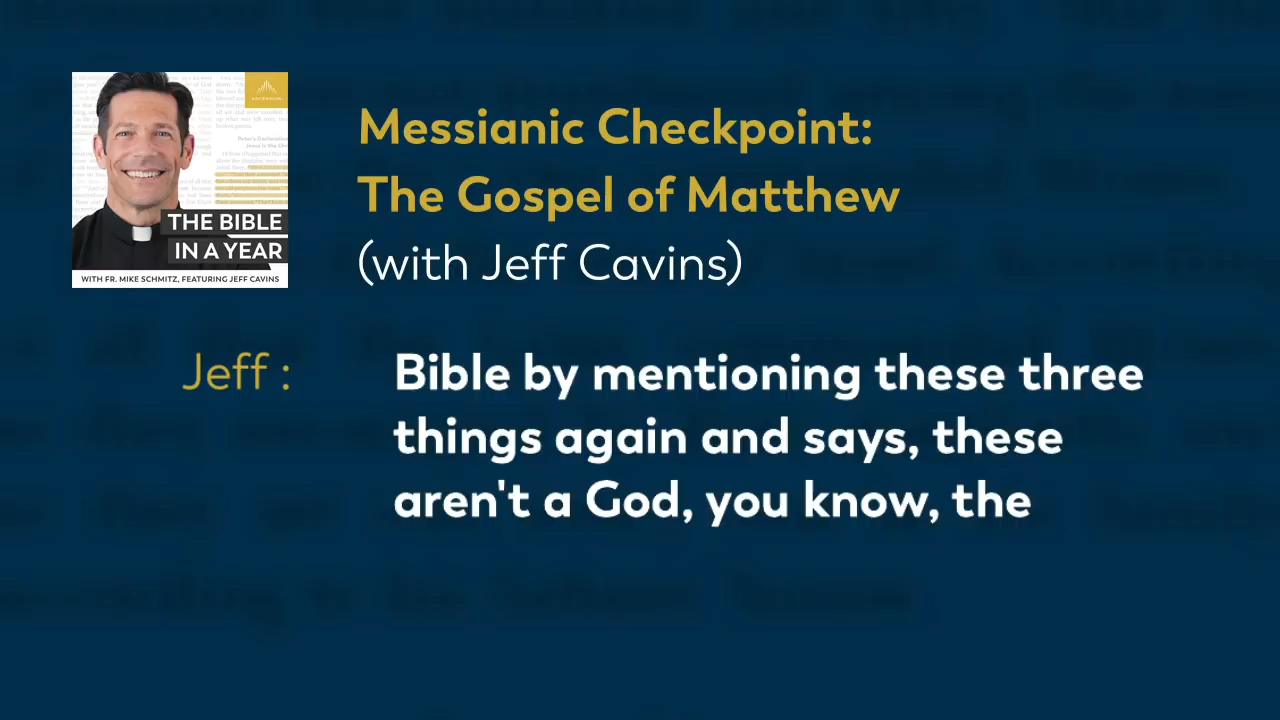 Messianic Checkpoint:
The Gospel of Matthew
(with Jeff Cavins)
THE BIBLE
IN A YEAR
WITH FR. MIKE SCHMITZ, FEATURING JEFF CAVINS
Jeff :
Bible by mentioning these three
things again and says, these
aren't a God, you know, the